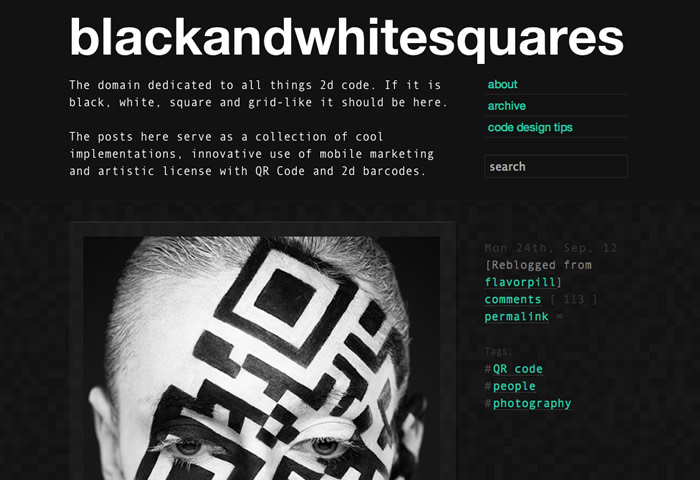 blackandwhitesquares
The domain dedicated to all things 2d code. If it is
black, white, square and grid-like it should be here.
The posts here serve as a collection of cool
implementations, innovative use of mobile marketing
and artistic license with QR Code and 2d barcodes.
about
archive
code design tips
search
Mon 24th, Sep, 12
[Reblogged from
flavorpill]
comments [ 113 ]
permalink ∞
Tags:
#QR code
#people
#photography